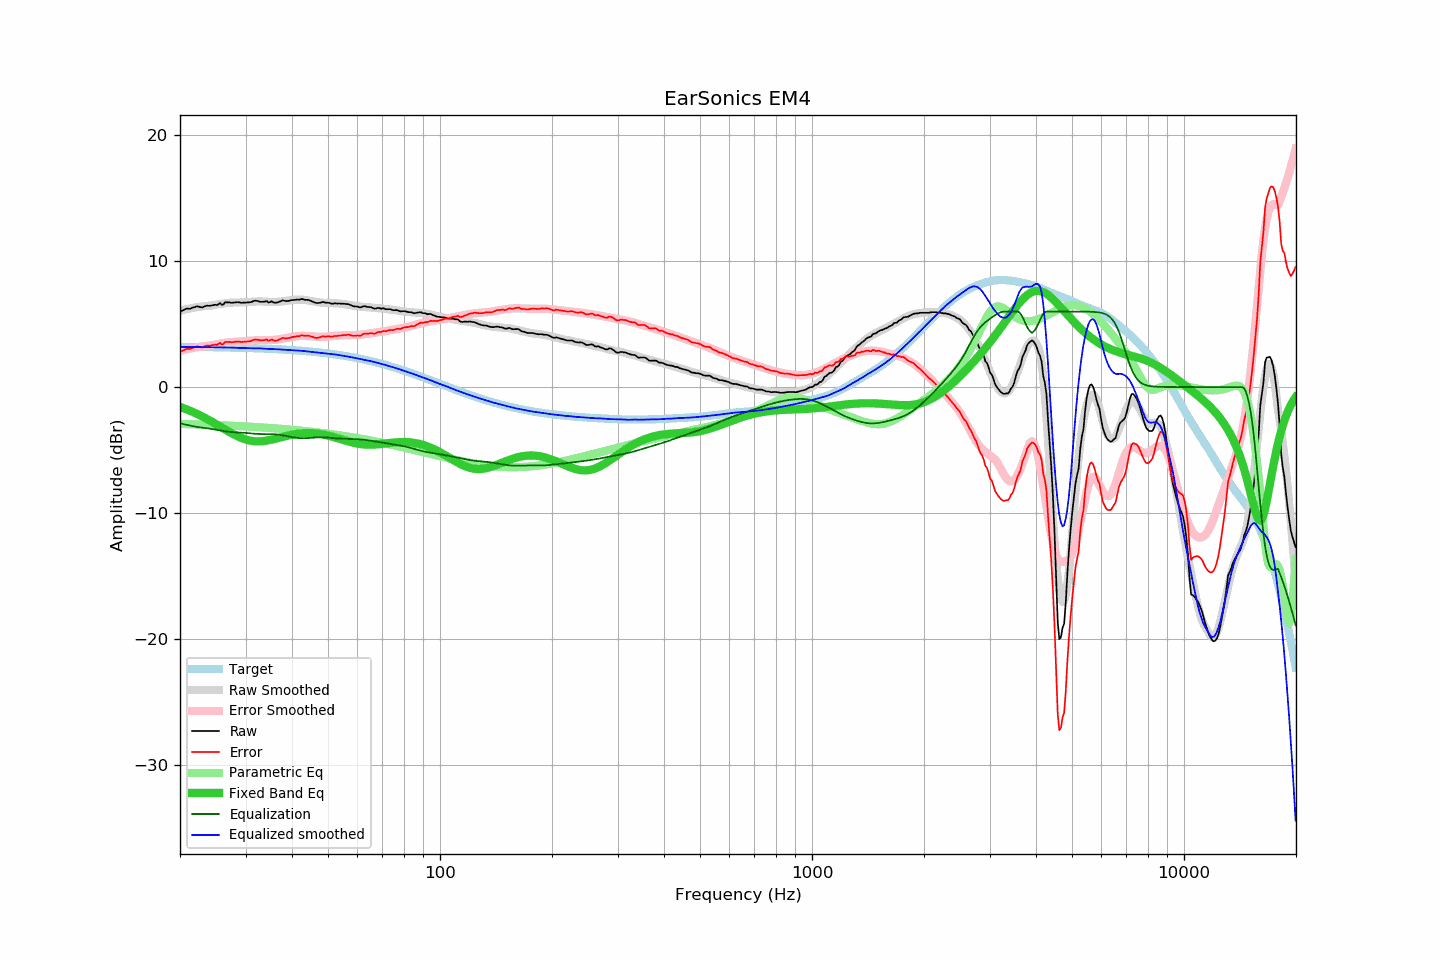 EarSonics EM4
20
10
0
−10
−20
−30
Amplitude (dBr)
Target
Raw Smoothed
Error Smoothed
Raw
Error
Parametric Eq
Fixed Band Eq
Equalization
Equalized smoothed
100
1000
10000
Frequency (Hz)